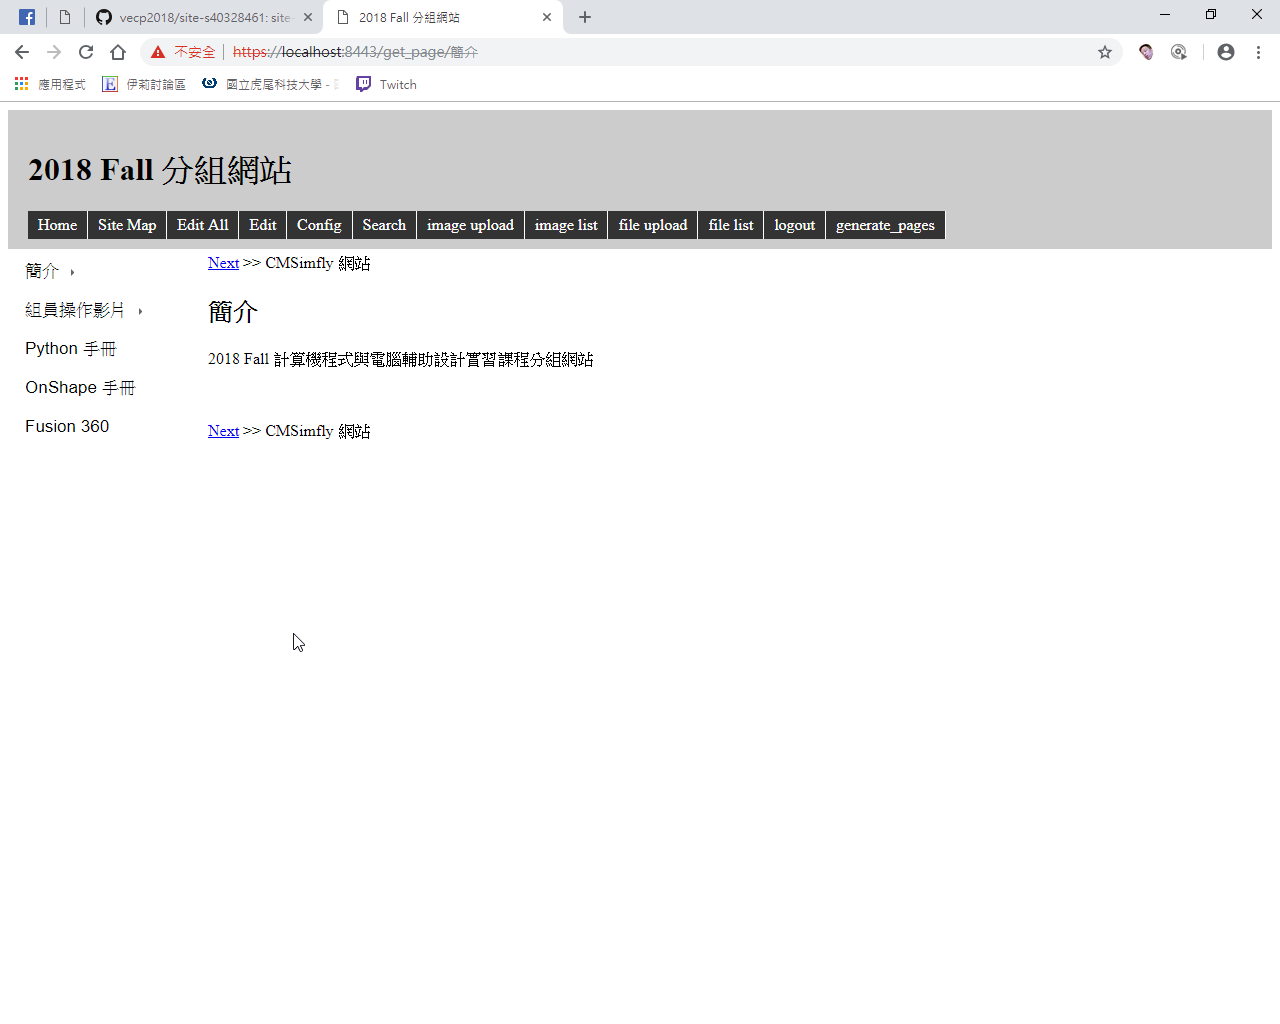 vecp2018/site-s40328461: site
2018 Fall 分組網站
不安全 https://localhost:8443/get_page/簡介
應用程式 伊莉討論區 國立虎尾科技大學 - Twitch
2018 Fall 分組網站
Home Site Map Edit All Edit Config Search image upload image list file upload file list logout generate_pages
簡介
組員操作影片
Python 手冊
OnShape 手冊
Fusion 360
Next >> CMSimfly 網站
簡介
2018 Fall 計算機程式與電腦輔助設計實習課程分組網站
Next >> CMSimfly 網站